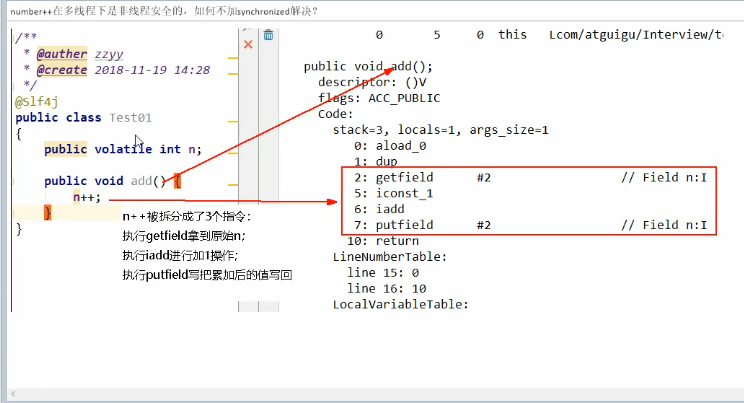 number++在多线程下是非线程安全的，如何不加synchronized解决？
/**
* @auther zzyy
* @create 2018-11-19 14:28
*/
@Slf4j
public class Test01
{
public volatile int n;
public void add() {
n++;
}
}
n++被拆分成了3个指令：
执行getfield拿到原始n;
执行iadd进行加1操作;
执行putfield写把累加后的值写回
0 5 0 this Lcom/atguigu/Interview/t
public void add();
descriptor: ()V
flags: ACC_PUBLIC
Code:
stack=3, locals=1, args_size=1
0: aload_0
1: dup
2: getfield #2 // Field n:I
5: iconst_1
6: iadd
7: putfield #2 // Field n:I
10: return
LineNumberTable:
line 15: 0
line 16: 10
LocalVariableTable: